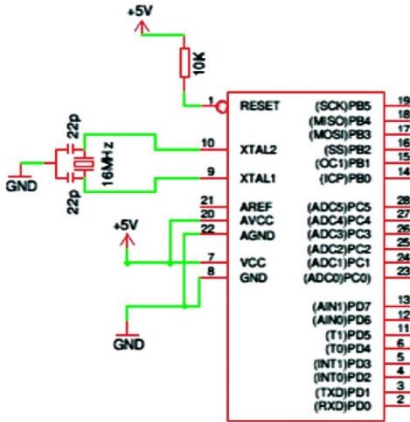 +5V
10K
1 RESET (SCK)PB5 19
(MISO)PB4 18
(MOSI)PB3 17
22p 10 XTAL2 (SS)PB2 16
(OC1)PB1 15
16MHz 9 XTAL1 (ICP)PB0 14
GND
22p
21 AREF (ADC5)PC5 28
20 AVCC (ADC4)PC4 27
+5V 22 AGND (ADC3)PC3 26
(ADC2)PC2 25
7 VCC (ADC1)PC1 24
8 GND (ADC0)PC0) 23
(AIN1)PD7 13
(AIN0)PD6 12
(T1)PD5 11
GND (T0)PD4 6
(INT1)PD3 5
(INT0)PD2 4
(TXD)PD1 3
(RXD)PD0 2